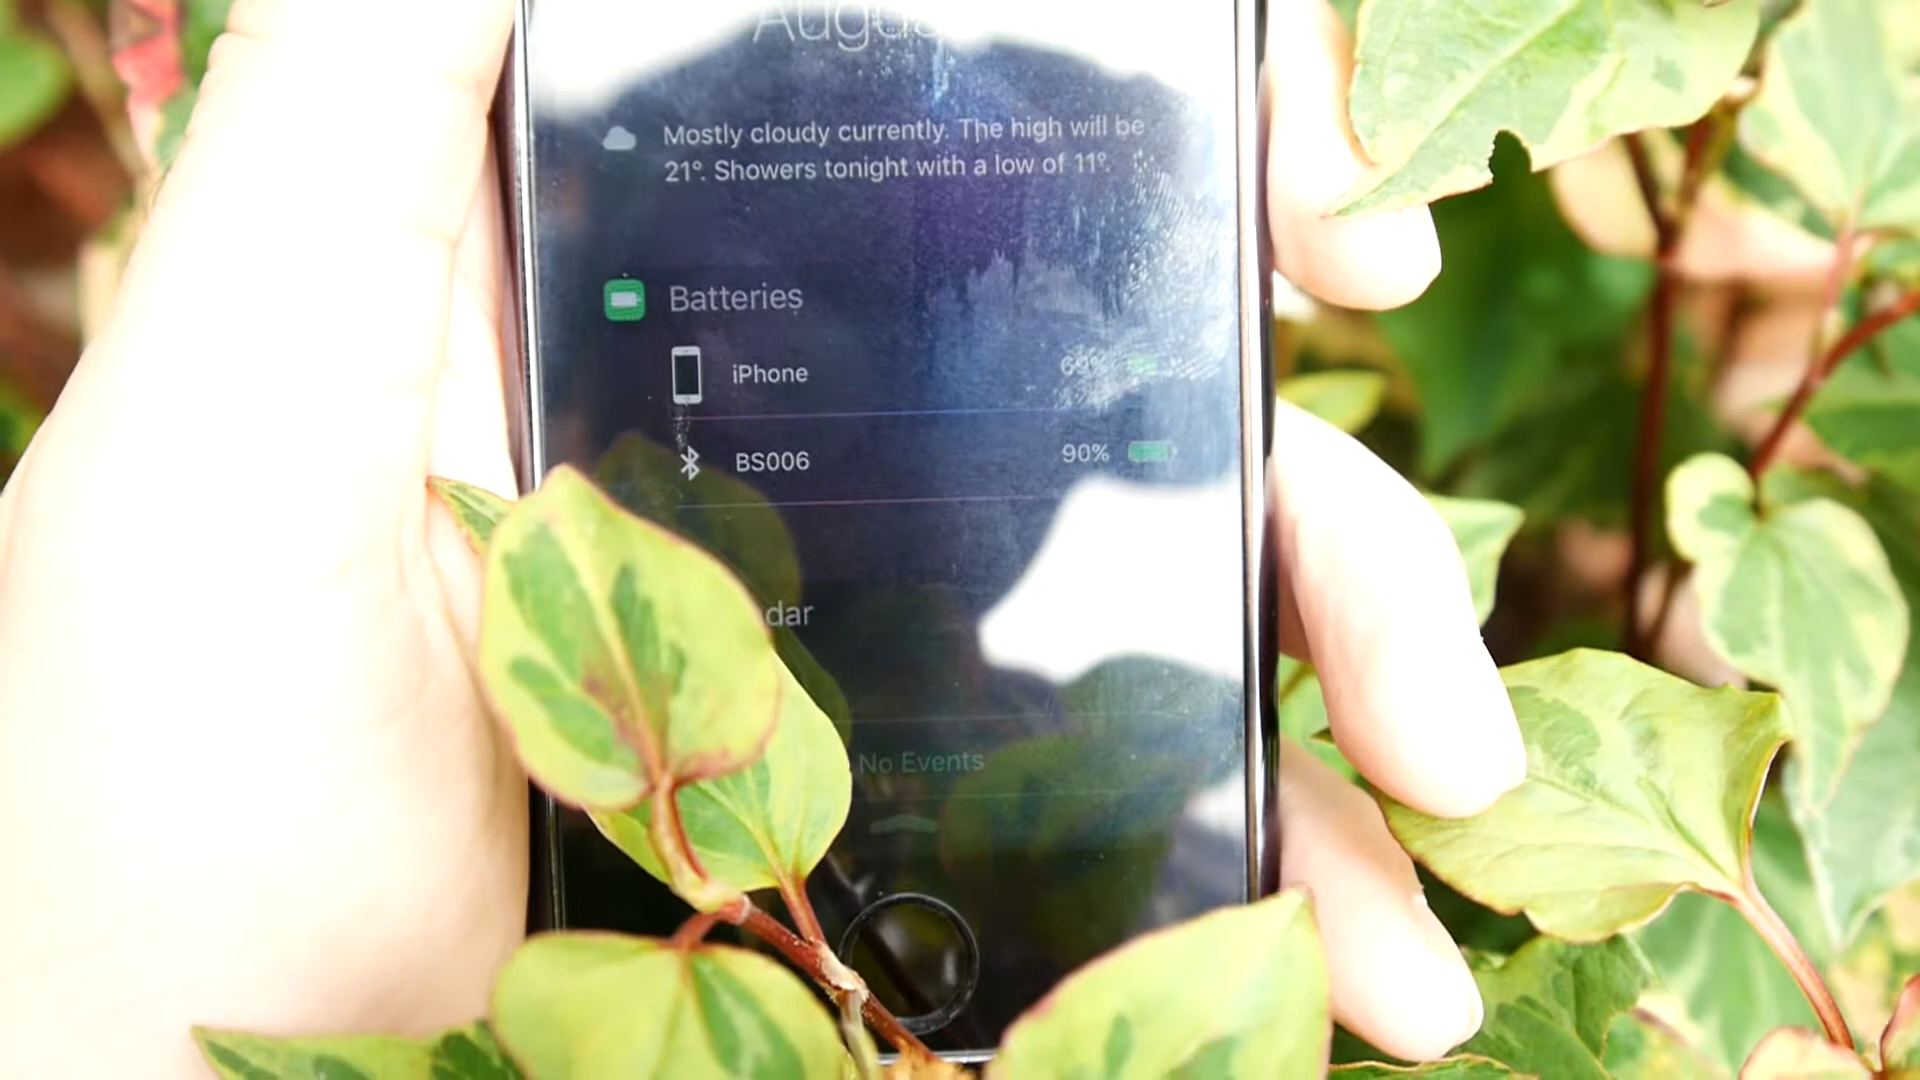 Mostly cloudy currently. The high will be
21°. Showers tonight with a low of 11°.
Batteries
iPhone 69%
BS006 90%
dar
No Events